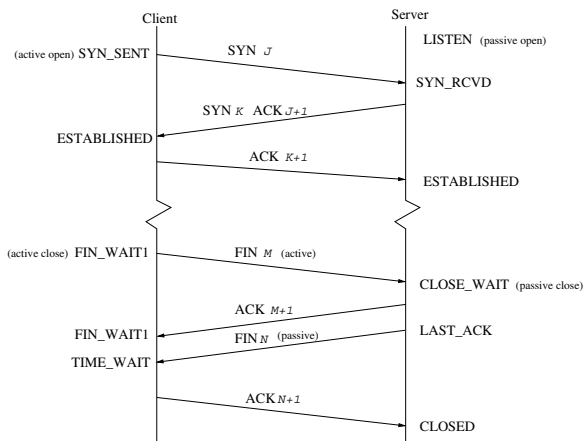 Client
Server
LISTEN (passive open)
(active open) SYN_SENT
SYN J
SYN_RCVD
SYN K ACK J+1
ESTABLISHED
ACK K+1
ESTABLISHED
(active close) FIN_WAIT1
FIN M (active)
CLOSE_WAIT (passive close)
ACK M+1
FIN_WAIT1
LAST_ACK
FIN N (passive)
TIME_WAIT
ACK N+1
CLOSED